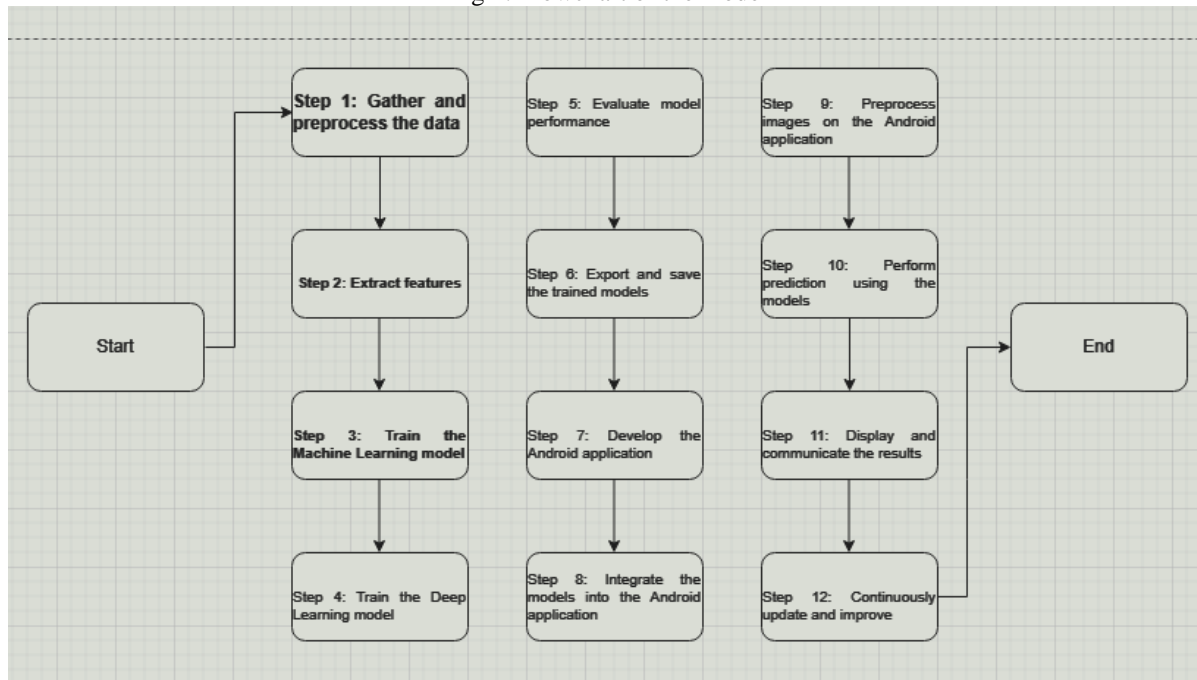 Start
Step 1: Gather and
preprocess the data
Step 2: Extract features
Step 3: Train the
Machine Learning model
Step 4: Train the Deep
Learning model
Step 5: Evaluate model
performance
Step 6: Export and save
the trained models
Step 7: Develop the
Android application
Step 8: Integrate the
models into the Android
application
Step 9: Preprocess
images on the Android
application
Step 10: Perform
prediction using the
models
Step 11: Display and
communicate the results
Step 12: Continuously
update and improve
End